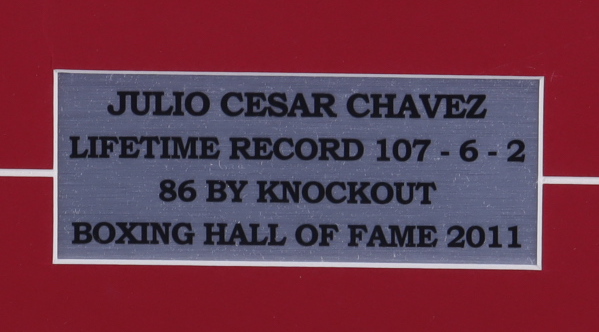 JULIO CESAR CHAVEZ
LIFETIME RECORD 107 - 6 - 2
86 BY KNOCKOUT
BOXING HALL OF FAME 2011